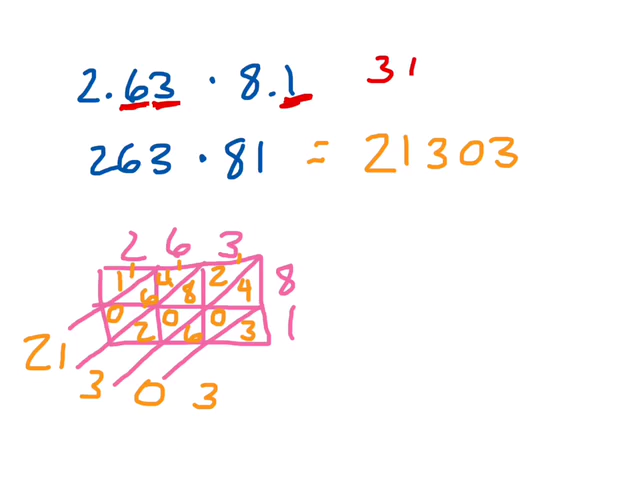 2.63 · 8.1 31
263 · 81 = 21303
2 6 3
1 4 2 8
6 8 4
0 0 0 1
2 6 3
21 3 0 3